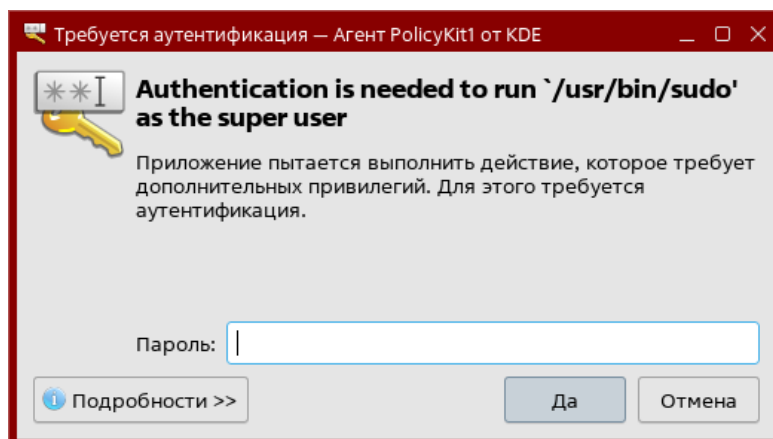 Требуется аутентификация — Агент PolicyKit1 от KDE
Authentication is needed to run `/usr/bin/sudo'
as the super user
Приложение пытается выполнить действие, которое требует
дополнительных привилегий. Для этого требуется
аутентификация.
Пароль:
Подробности >>
Да
Отмена